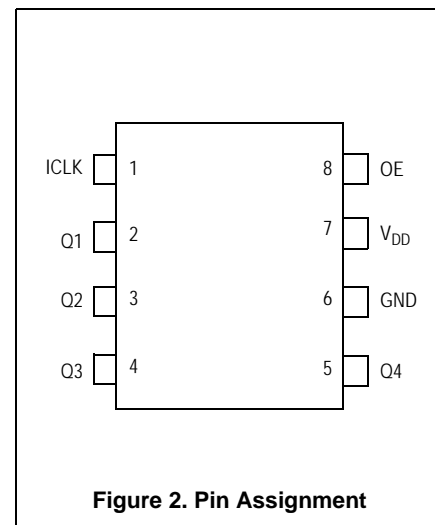 ICLK 1 8 OE
Q1 2 7 VDD
Q2 3 6 GND
Q3 4 5 Q4
Figure 2. Pin Assignment